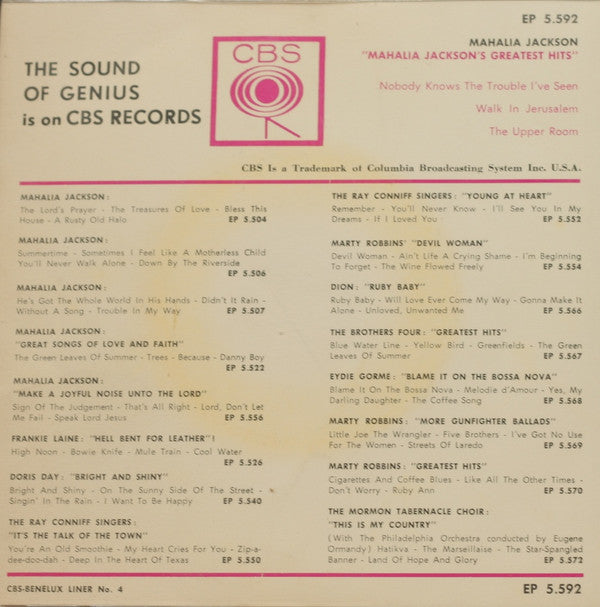 EP 5.592
THE SOUND
OF GENIUS
is on CBS RECORDS
CBS
MAHALIA JACKSON
"MAHALIA JACKSON'S GREATEST HITS"
Nobody Knows The Trouble I've Seen
Walk In Jerusalem
The Upper Room
CBS Is a Trademark of Columbia Broadcasting System Inc. U.S.A.
MAHALIA JACKSON:
The Lord's Prayer - The Treasures Of Love - Bless This
House - A Rusty Old Halo EP 5.504
MAHALIA JACKSON:
Summertime - Sometimes I Feel Like A Motherless Child
You'll Never Walk Alone - Down By The Riverside
EP 5.506
MAHALIA JACKSON:
He's Got The Whole World In His Hands - Didn't It Rain -
Without A Song - Trouble In My Way EP 5.507
MAHALIA JACKSON:
"GREAT SONGS OF LOVE AND FAITH"
The Green Leaves Of Summer - Trees - Because - Danny Boy
EP 5.522
MAHALIA JACKSON:
"MAKE A JOYFUL NOISE UNTO THE LORD"
Sign Of The Judgement - That's All Right - Lord, Don't Let
Me Fail - Speak Lord Jesus EP 5.556
FRANKIE LAINE: "HELL BENT FOR LEATHER"!
High Noon - Bowie Knife - Mule Train - Cool Water
EP 5.526
DORIS DAY: "BRIGHT AND SHINY"
Bright And Shiny - On The Sunny Side Of The Street -
Singin' In The Rain - I Want To Be Happy EP 5.540
THE RAY CONNIFF SINGERS:
"IT'S THE TALK OF THE TOWN"
You're An Old Smoothie - My Heart Cries For You - Zip-a-
dee-doo-dah - Deep In The Heart Of Texas EP 5.550
THE RAY CONNIFF SINGERS: "YOUNG AT HEART"
Remember - You'll Never Know - I'll See You In My
Dreams - If I Loved You EP 5.552
MARTY ROBBINS' "DEVIL WOMAN"
Devil Woman - Ain't Life A Crying Shame - I'm Beginning
To Forget - The Wine Flowed Freely EP 5.554
DION: "RUBY BABY"
Ruby Baby - Will Love Ever Come My Way - Gonna Make It
Alone - Unloved, Unwanted Me EP 5.566
THE BROTHERS FOUR: "GREATEST HITS"
Blue Water Line - Yellow Bird - Greenfields - The Green
Leaves Of Summer EP 5.567
EYDIE GORME: "BLAME IT ON THE BOSSA NOVA"
Blame It On The Bossa Nova - Melodie d'Amour - Yes, My
Darling Daughter - The Coffee Song EP 5.568
MARTY ROBBINS: "MORE GUNFIGHTER BALLADS"
Little Joe The Wrangler - Five Brothers - I've Got No Use
For The Women - Streets Of Laredo EP 5.569
MARTY ROBBINS: "GREATEST HITS"
Cigarettes And Coffee Blues - Like All The Other Times -
Don't Worry - Ruby Ann EP 5.570
THE MORMON TABERNACLE CHOIR:
"THIS IS MY COUNTRY"
(With The Philadelphia Orchestra conducted by Eugene
Ormandy) Hatikva - The Marseillaise - The Star-Spangled
Banner - Land Of Hope And Glory EP 5.572
CBS-BENELUX LINER No. 4
EP 5.592